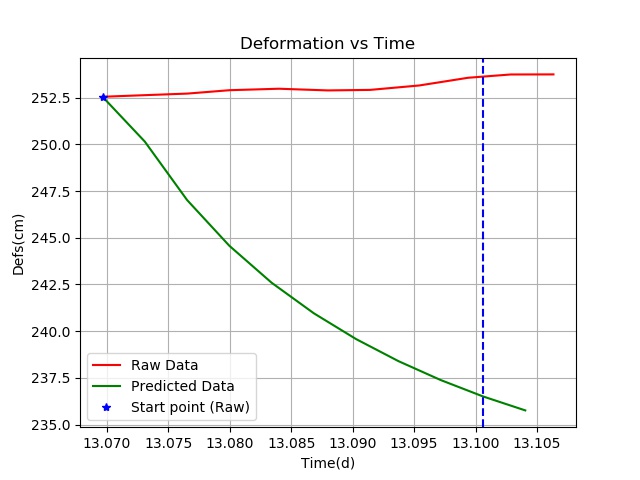 Deformation vs Time
Defs(cm)
252.5
250.0
247.5
245.0
242.5
240.0
237.5
235.0
Raw Data
Predicted Data
Start point (Raw)
13.070 13.075 13.080 13.085 13.090 13.095 13.100 13.105
Time(d)